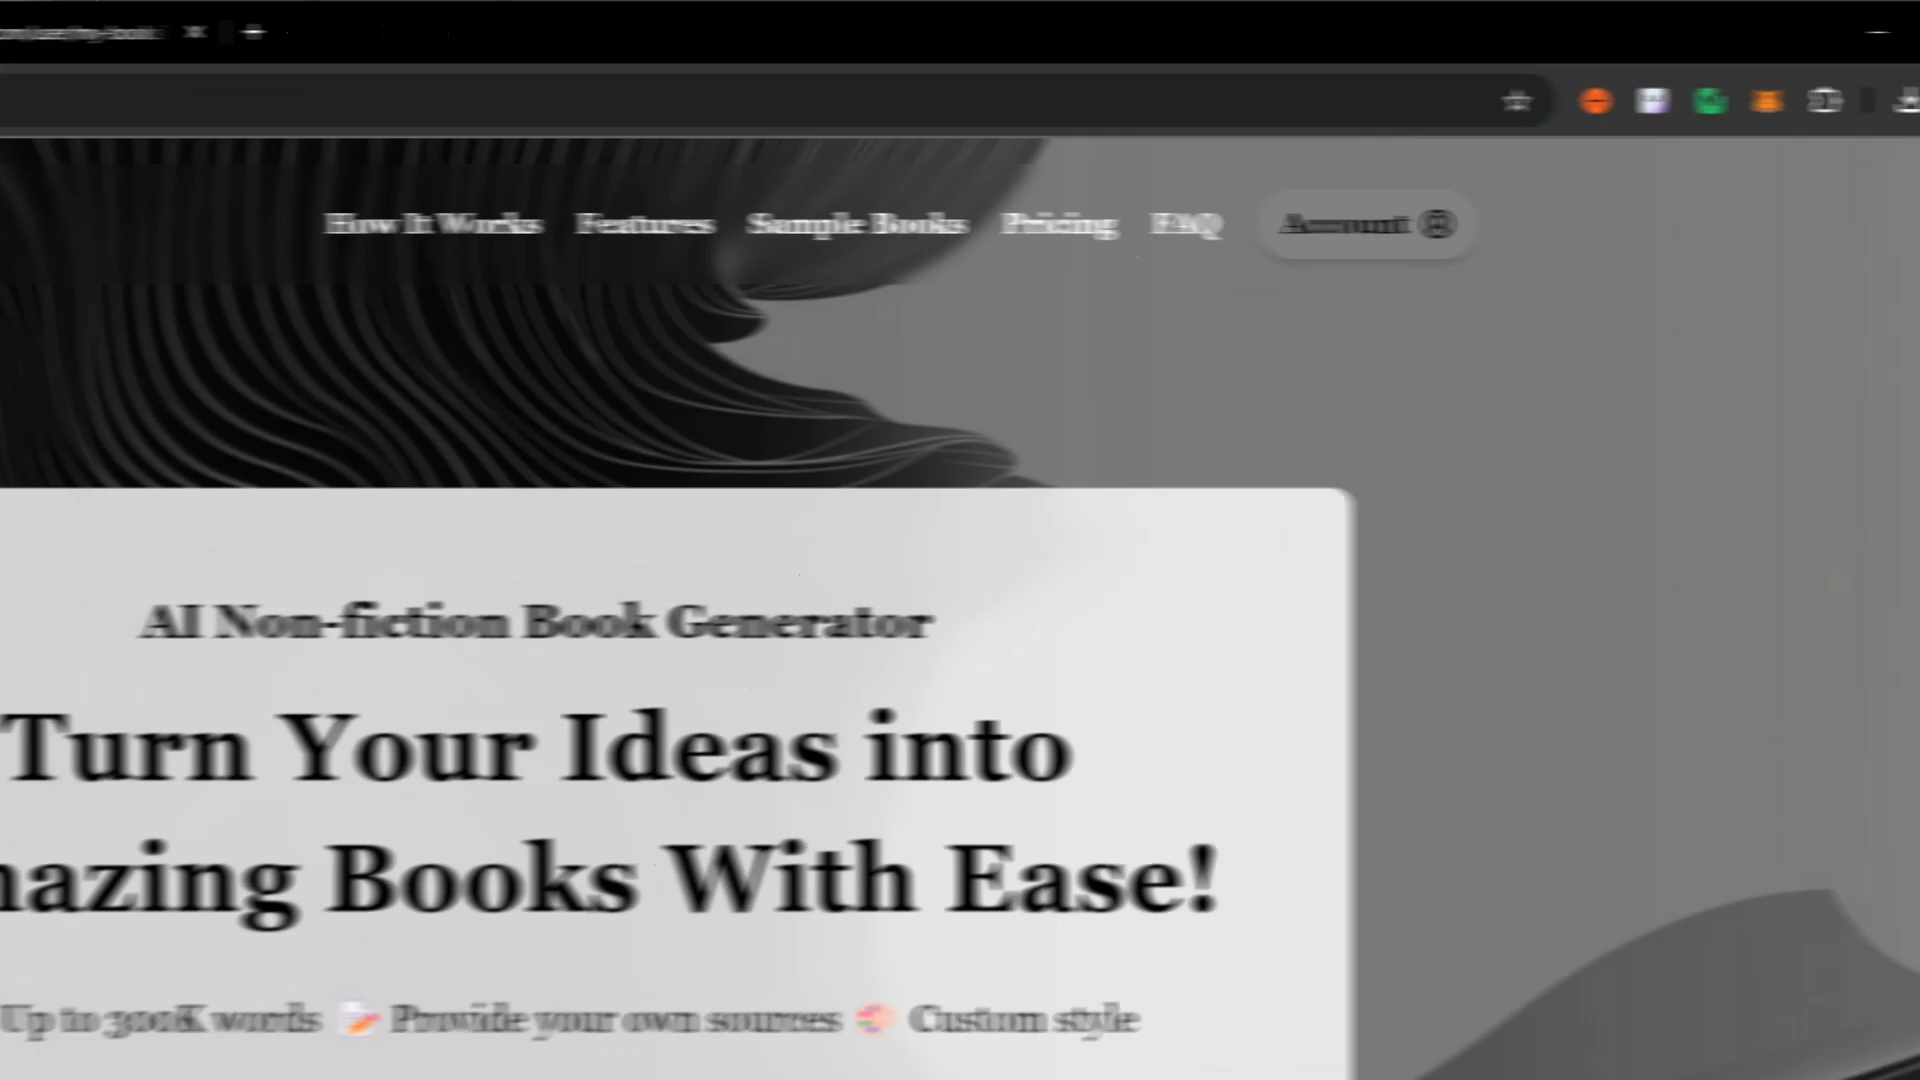 How It Works Features Sample Books Pricing FAQ Account
AI Non-fiction Book Generator
Turn Your Ideas into
mazing Books With Ease!
Up to 300K words Provide your own sources Custom style